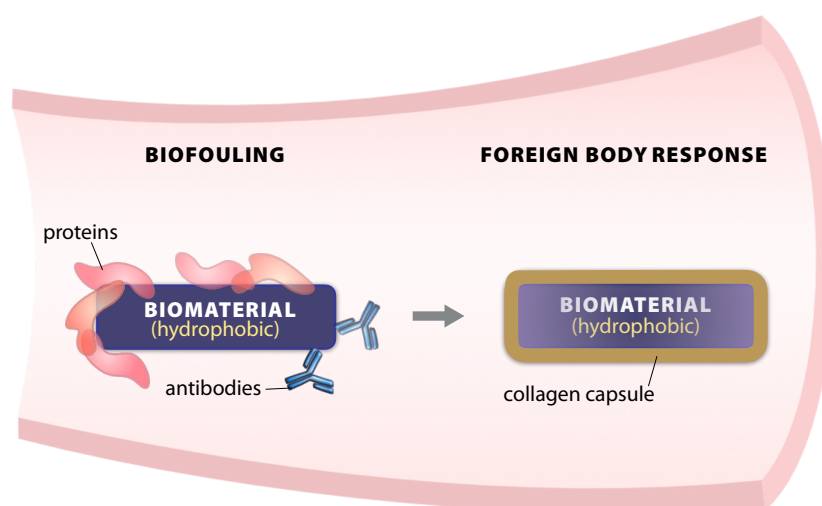 BIOFOULING
FOREIGN BODY RESPONSE
proteins
BIOMATERIAL
(hydrophobic)
antibodies
BIOMATERIAL
(hydrophobic)
collagen capsule